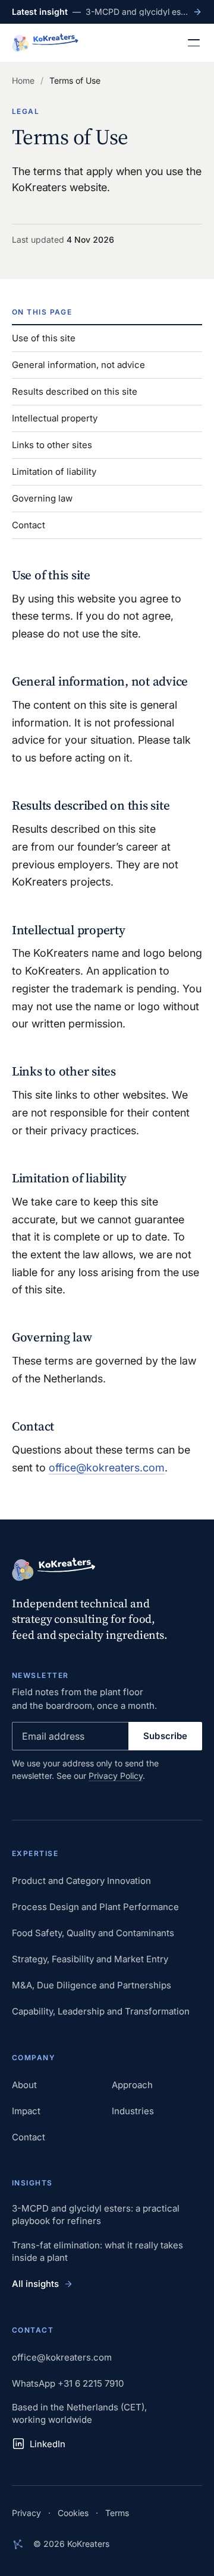 Latest insight — 3-MCPD and glycidyl es... →
KoKreaters
Home / Terms of Use
LEGAL
Terms of Use
The terms that apply when you use the
KoKreaters website.
Last updated 4 Nov 2026
ON THIS PAGE
Use of this site
General information, not advice
Results described on this site
Intellectual property
Links to other sites
Limitation of liability
Governing law
Contact
Use of this site
By using this website you agree to
these terms. If you do not agree,
please do not use the site.
General information, not advice
The content on this site is general
information. It is not professional
advice for your situation. Please talk
to us before acting on it.
Results described on this site
Results described on this site
are from our founder’s career at
previous employers. They are not
KoKreaters projects.
Intellectual property
The KoKreaters name and logo belong
to KoKreaters. An application to
register the trademark is pending. You
may not use the name or logo without
our written permission.
Links to other sites
This site links to other websites. We
are not responsible for their content
or their privacy practices.
Limitation of liability
We take care to keep this site
accurate, but we cannot guarantee
that it is complete or up to date. To
the extent the law allows, we are not
liable for any loss arising from the use
of this site.
Governing law
These terms are governed by the law
of the Netherlands.
Contact
Questions about these terms can be
sent to office@kokreaters.com.
KoKreaters
Independent technical and
strategy consulting for food,
feed and specialty ingredients.
NEWSLETTER
Field notes from the plant floor
and the boardroom, once a month.
Email address Subscribe
We use your address only to send the
newsletter. See our Privacy Policy.
EXPERTISE
Product and Category Innovation
Process Design and Plant Performance
Food Safety, Quality and Contaminants
Strategy, Feasibility and Market Entry
M&A, Due Diligence and Partnerships
Capability, Leadership and Transformation
COMPANY
About Approach
Impact Industries
Contact
INSIGHTS
3-MCPD and glycidyl esters: a practical
playbook for refiners
Trans-fat elimination: what it really takes
inside a plant
All insights →
CONTACT
office@kokreaters.com
WhatsApp +31 6 2215 7910
Based in the Netherlands (CET),
working worldwide
LinkedIn
Privacy · Cookies · Terms
© 2026 KoKreaters